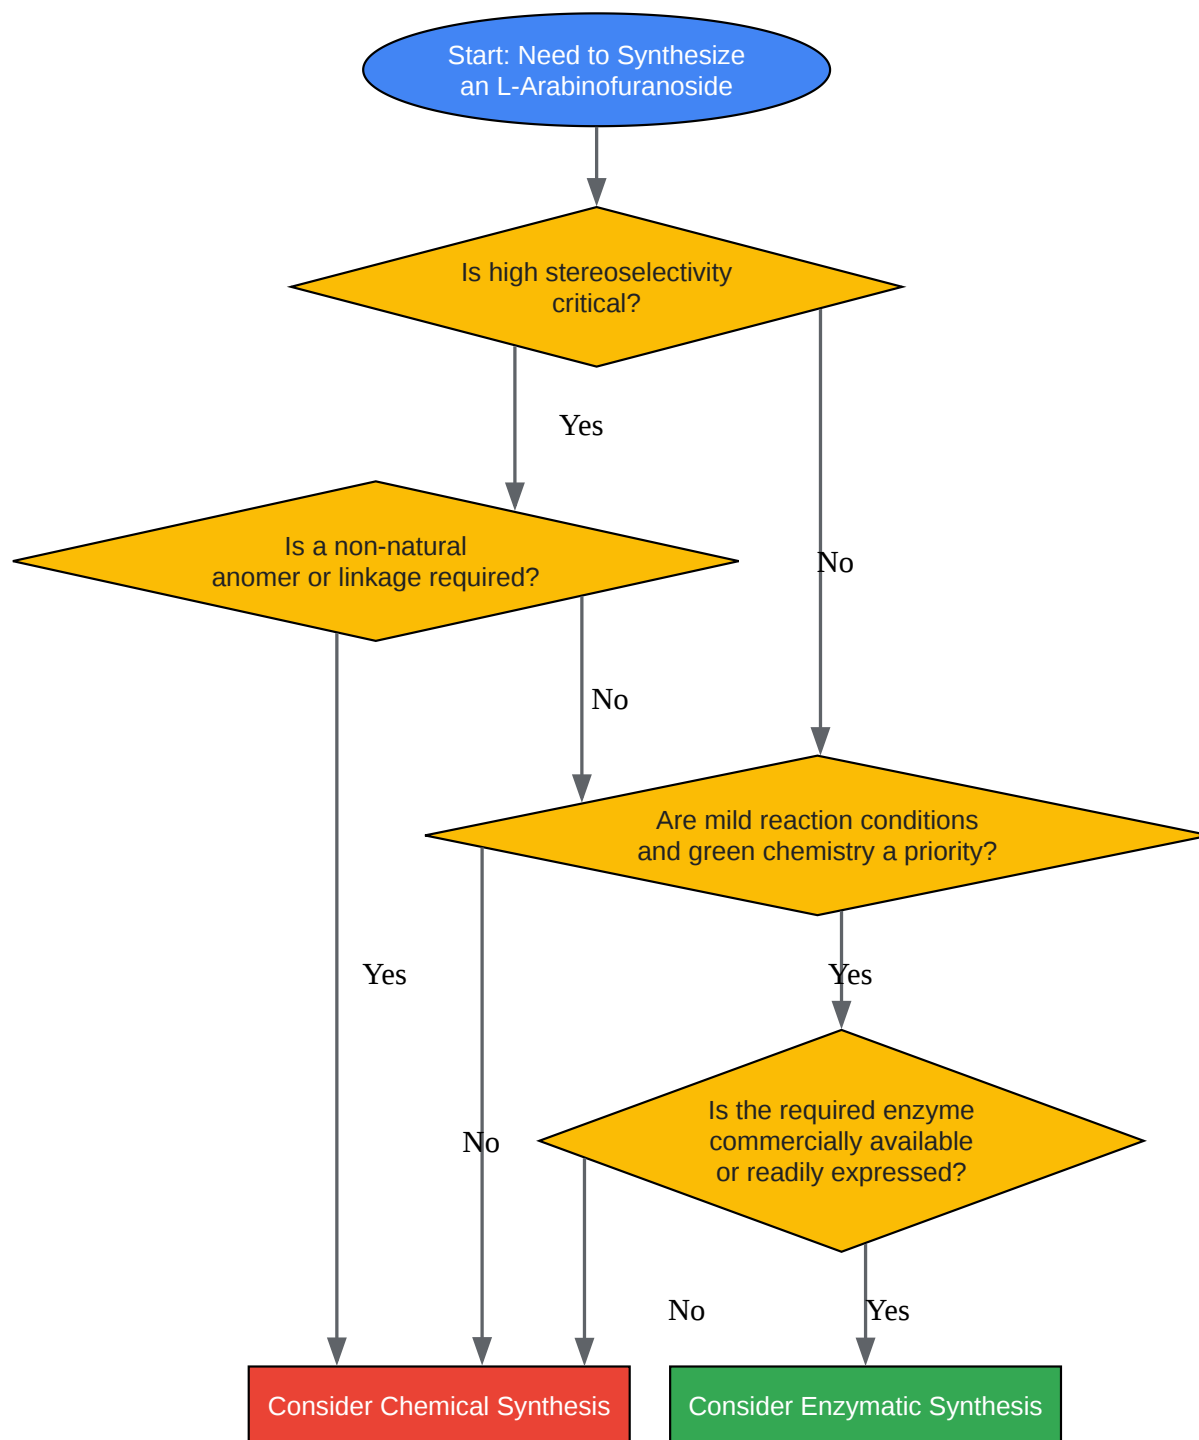 Start: Need to Synthesize
an L-Arabinofuranoside
Is high stereoselectivity
critical?
Yes
Is a non-natural
anomer or linkage required?
No
No
Are mild reaction conditions
and green chemistry a priority?
Yes
Yes
Is the required enzyme
commercially available
or readily expressed?
No
No
Yes
Consider Chemical Synthesis
Consider Enzymatic Synthesis